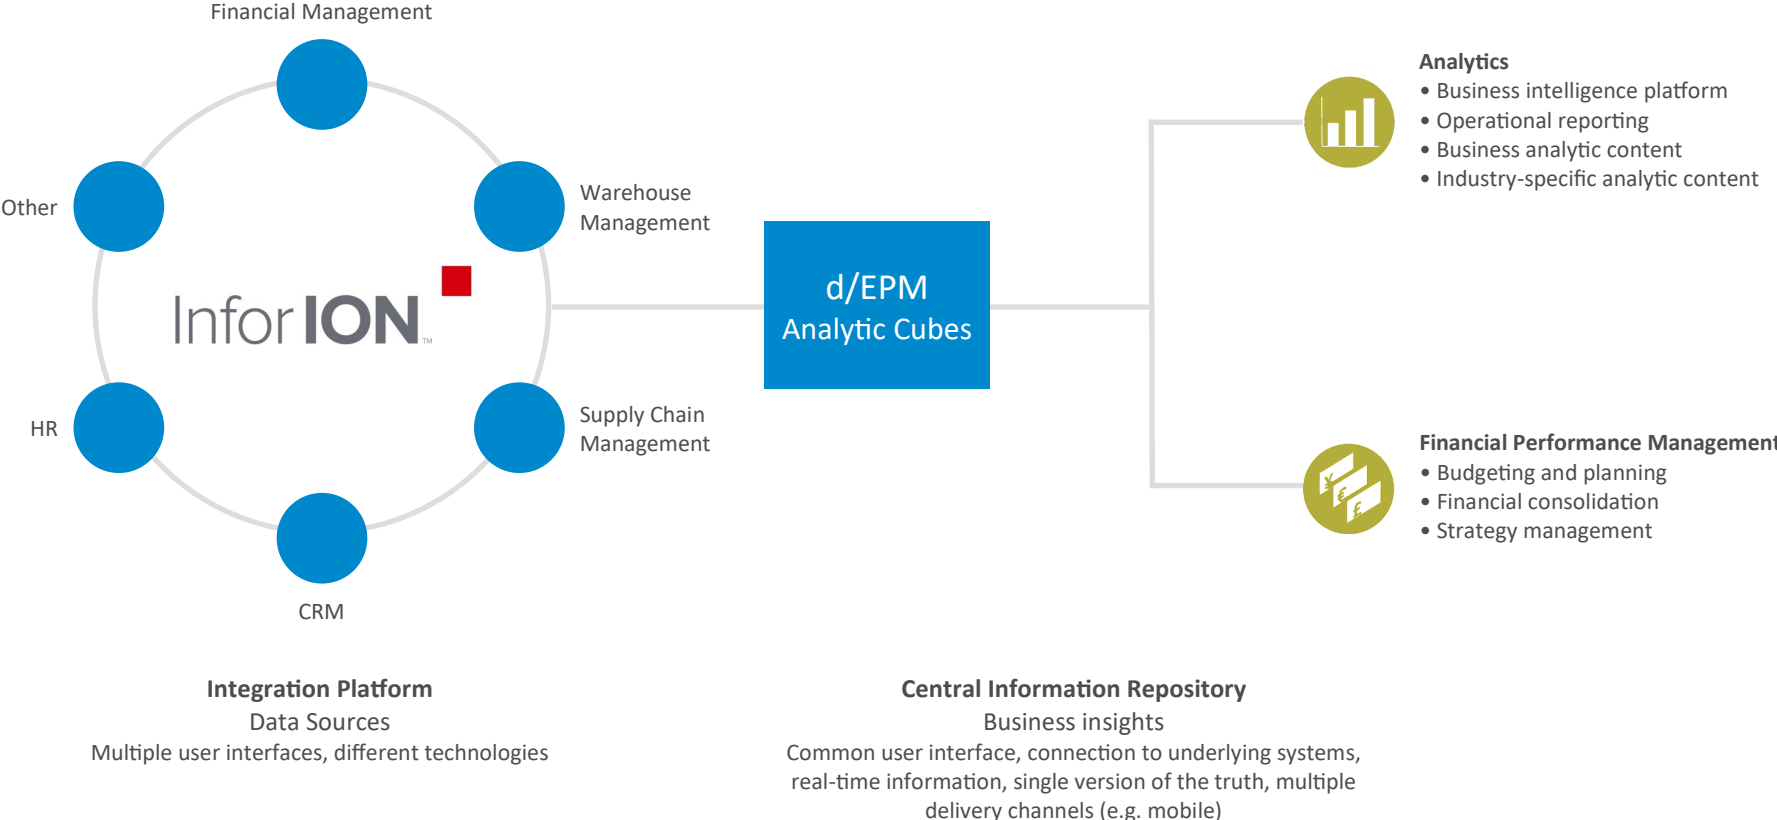 Financial Management
Other
Warehouse
Management
Infor ION ™
HR
Supply Chain
Management
CRM
d/EPM
Analytic Cubes
Analytics
• Business intelligence platform
• Operational reporting
• Business analytic content
• Industry-specific analytic content
Financial Performance Management
• Budgeting and planning
• Financial consolidation
• Strategy management
¥
€
£
Integration Platform
Data Sources
Multiple user interfaces, different technologies
Central Information Repository
Business insights
Common user interface, connection to underlying systems,
real-time information, single version of the truth, multiple
delivery channels (e.g. mobile)